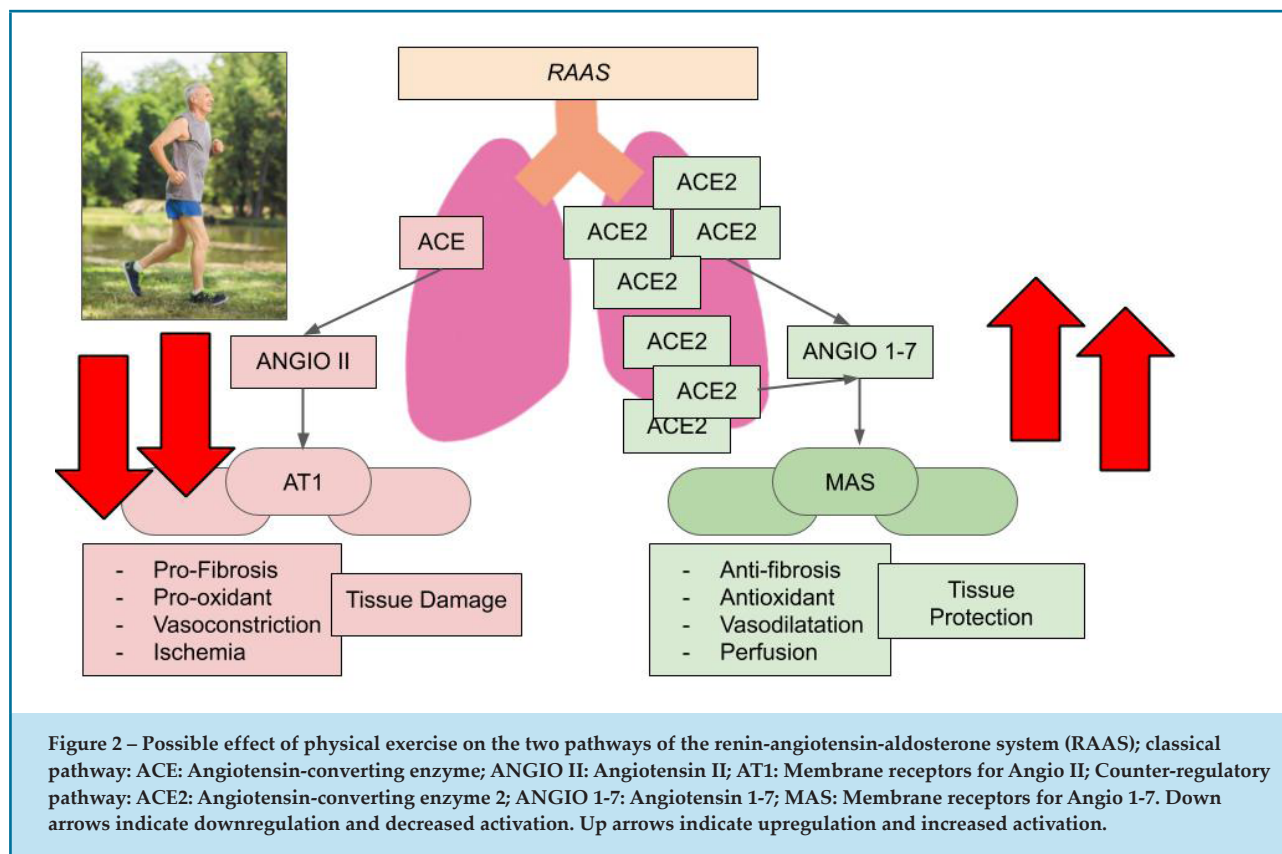 RAAS
ACE2
ACE
ACE2
ACE2
ACE2
ANGIO II
ACE2
ANGIO 1-7
ACE2
ACE2
AT1
MAS
- Pro-Fibrosis
- Pro-oxidant
- Vasoconstriction
- Ischemia
Tissue Damage
- Anti-fibrosis
- Antioxidant
- Vasodilatation
- Perfusion
Tissue
Protection
Figure 2 – Possible effect of physical exercise on the two pathways of the renin-angiotensin-aldosterone system (RAAS); classical
pathway: ACE: Angiotensin-converting enzyme; ANGIO II: Angiotensin II; AT1: Membrane receptors for Angio II; Counter-regulatory
pathway: ACE2: Angiotensin-converting enzyme 2; ANGIO 1-7: Angiotensin 1-7; MAS: Membrane receptors for Angio 1-7. Down
arrows indicate downregulation and decreased activation. Up arrows indicate upregulation and increased activation.